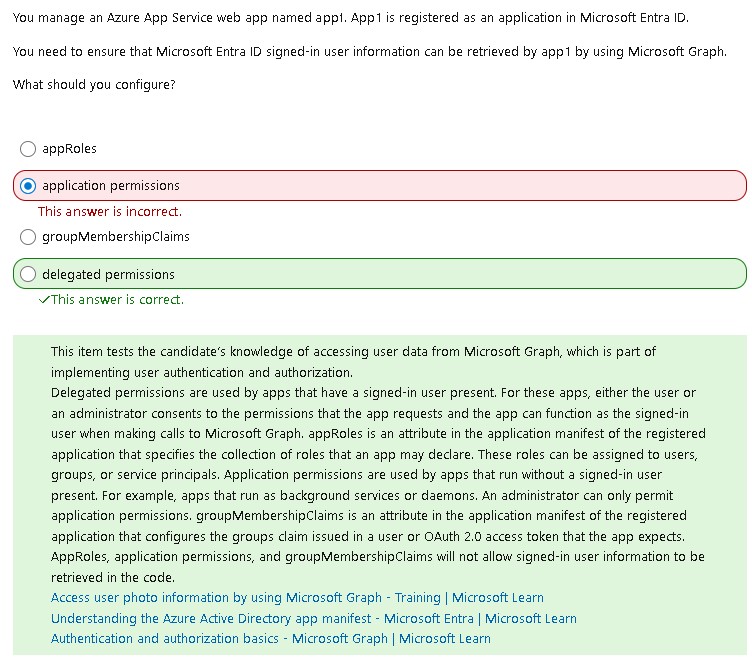 You manage an Azure App Service web app named app1. App1 is registered as an application in Microsoft Entra ID.
You need to ensure that Microsoft Entra ID signed-in user information can be retrieved by app1 by using Microsoft Graph.
What should you configure?
appRoles
application permissions
This answer is incorrect.
groupMembershipClaims
delegated permissions
✓This answer is correct.
This item tests the candidate's knowledge of accessing user data from Microsoft Graph, which is part of
implementing user authentication and authorization.
Delegated permissions are used by apps that have a signed-in user present. For these apps, either the user or
an administrator consents to the permissions that the app requests and the app can function as the signed-in
user when making calls to Microsoft Graph. appRoles is an attribute in the application manifest of the registered
application that specifies the collection of roles that an app may declare. These roles can be assigned to users,
groups, or service principals. Application permissions are used by apps that run without a signed-in user
present. For example, apps that run as background services or daemons. An administrator can only permit
application permissions. groupMembershipClaims is an attribute in the application manifest of the registered
application that configures the groups claim issued in a user or OAuth 2.0 access token that the app expects.
AppRoles, application permissions, and groupMembershipClaims will not allow signed-in user information to be
retrieved in the code.
Access user photo information by using Microsoft Graph - Training | Microsoft Learn
Understanding the Azure Active Directory app manifest - Microsoft Entra | Microsoft Learn
Authentication and authorization basics - Microsoft Graph | Microsoft Learn